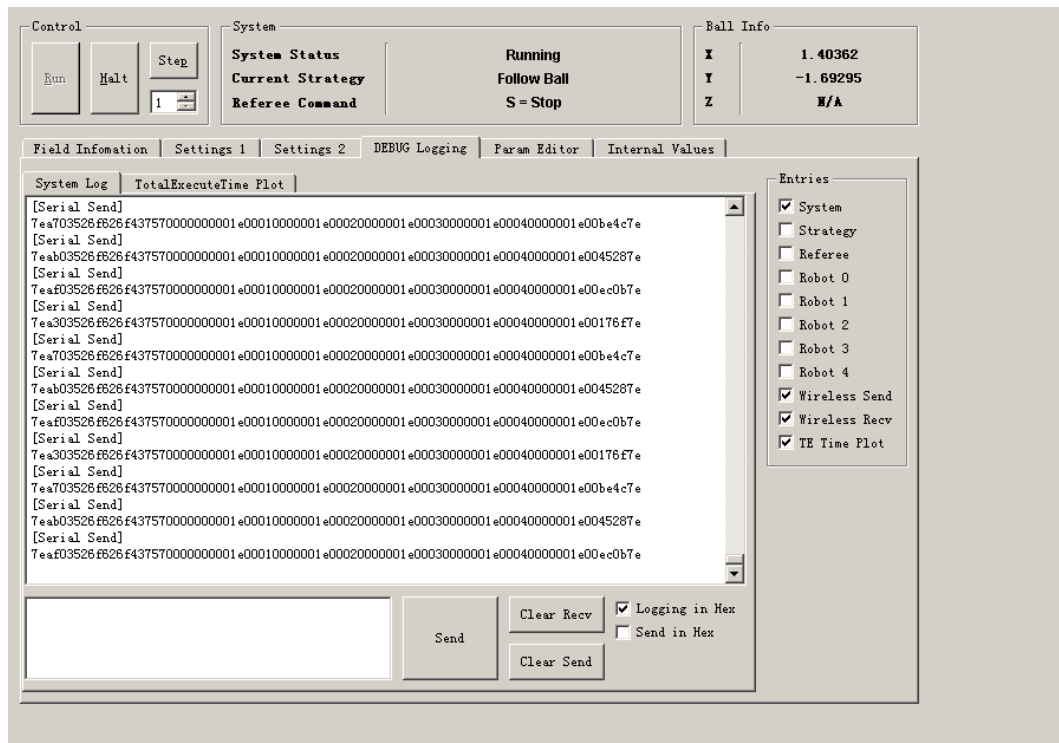 Control
Run
Halt
Step
1
System
System Status Running
Current Strategy Follow Ball
Referee Command S = Stop
Ball Info
X 1.40362
Y -1.69295
Z N/A
Field Infomation Settings 1 Settings 2 DEBUG Logging Param Editor Internal Values
System Log TotalExecuteTime Plot
[Serial Send]
7ea703526f626f437570000000001e00010000001e00020000001e00030000001e00040000001e00be4c7e
[Serial Send]
7eab03526f626f437570000000001e00010000001e00020000001e00030000001e00040000001e0045287e
[Serial Send]
7eaf03526f626f437570000000001e00010000001e00020000001e00030000001e00040000001e00ec0b7e
[Serial Send]
7ea303526f626f437570000000001e00010000001e00020000001e00030000001e00040000001e00176f7e
[Serial Send]
7ea703526f626f437570000000001e00010000001e00020000001e00030000001e00040000001e00be4c7e
[Serial Send]
7eab03526f626f437570000000001e00010000001e00020000001e00030000001e00040000001e0045287e
[Serial Send]
7eaf03526f626f437570000000001e00010000001e00020000001e00030000001e00040000001e00ec0b7e
[Serial Send]
7ea303526f626f437570000000001e00010000001e00020000001e00030000001e00040000001e00176f7e
[Serial Send]
7ea703526f626f437570000000001e00010000001e00020000001e00030000001e00040000001e00be4c7e
[Serial Send]
7eab03526f626f437570000000001e00010000001e00020000001e00030000001e00040000001e0045287e
[Serial Send]
7eaf03526f626f437570000000001e00010000001e00020000001e00030000001e00040000001e00ec0b7e
Entries
System
Strategy
Referee
Robot 0
Robot 1
Robot 2
Robot 3
Robot 4
Wireless Send
Wireless Recv
TE Time Plot
Send
Clear Recv
Clear Send
Logging in Hex
Send in Hex